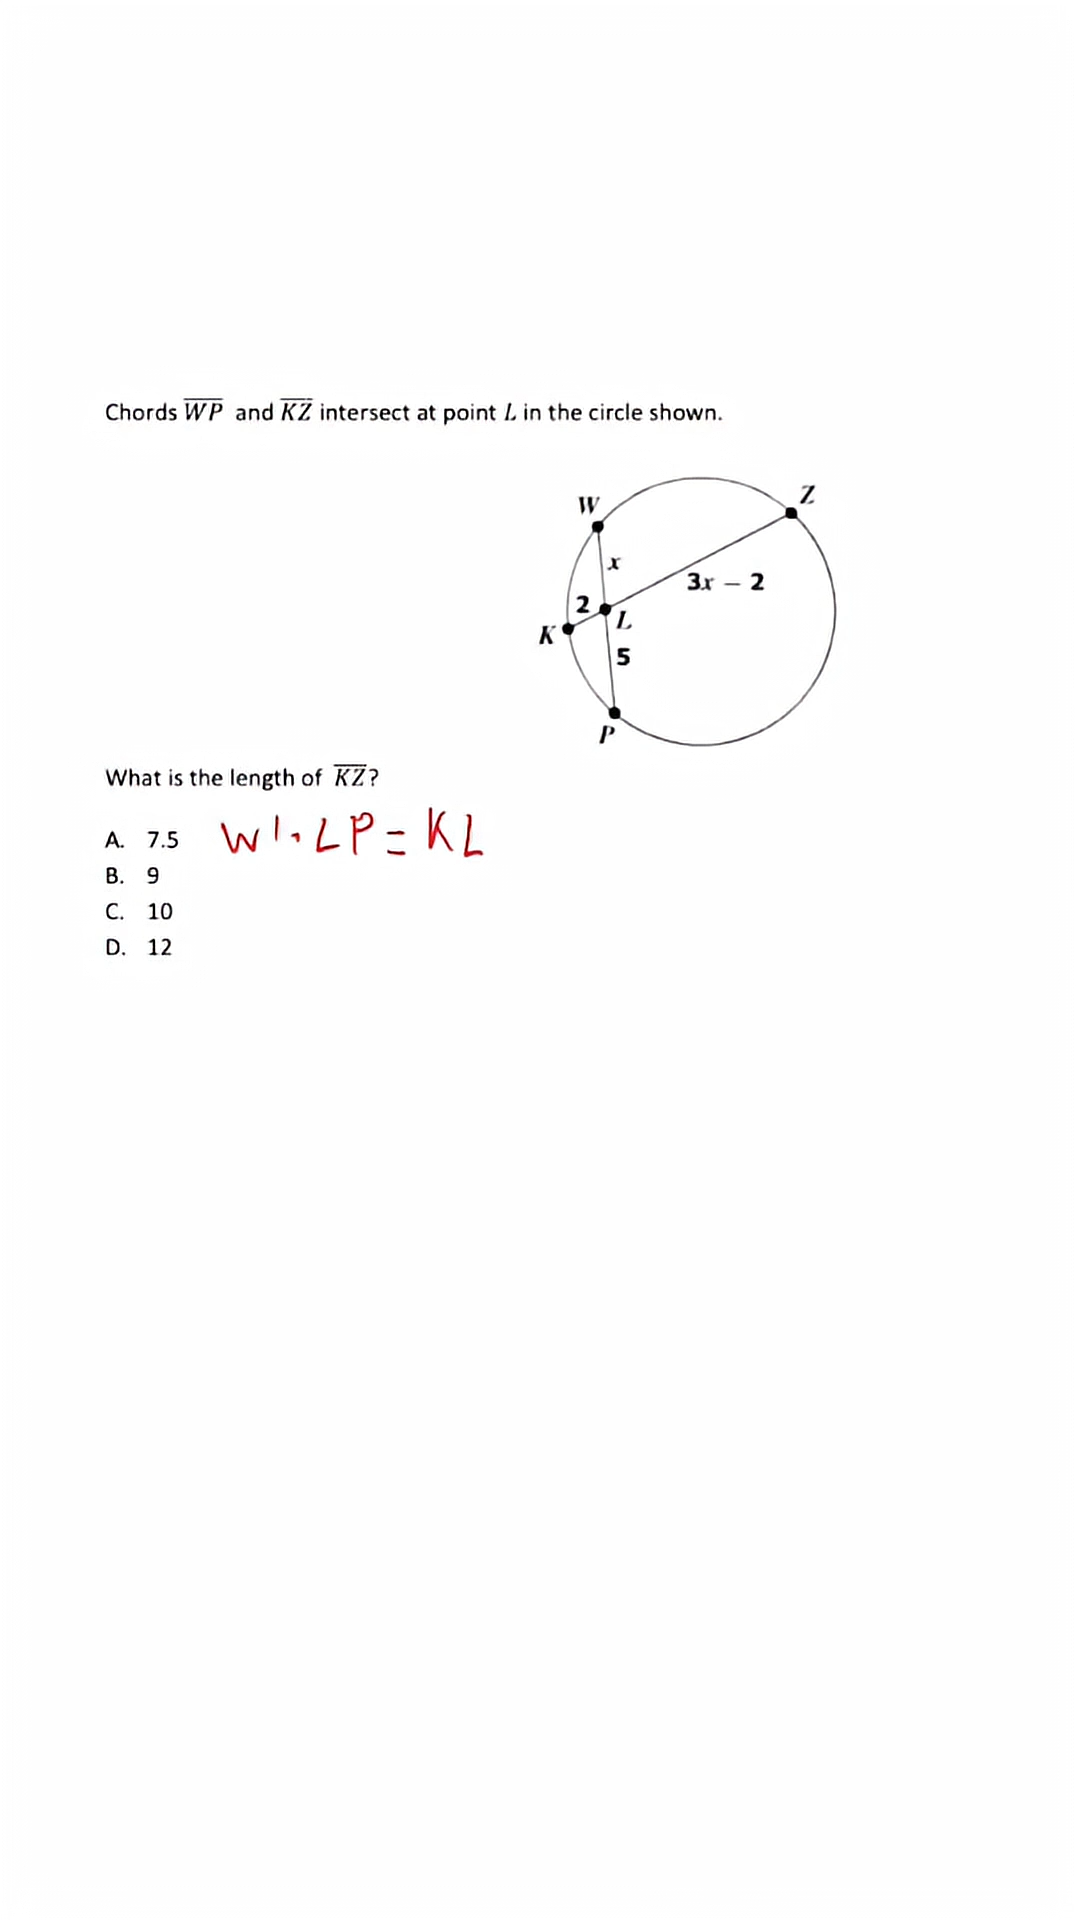 Chords WP and KZ intersect at point L in the circle shown.
W
Z
x
3x – 2
2
L
K
5
P
What is the length of KZ?
A. 7.5
W1·LP=KL
B. 9
C. 10
D. 12